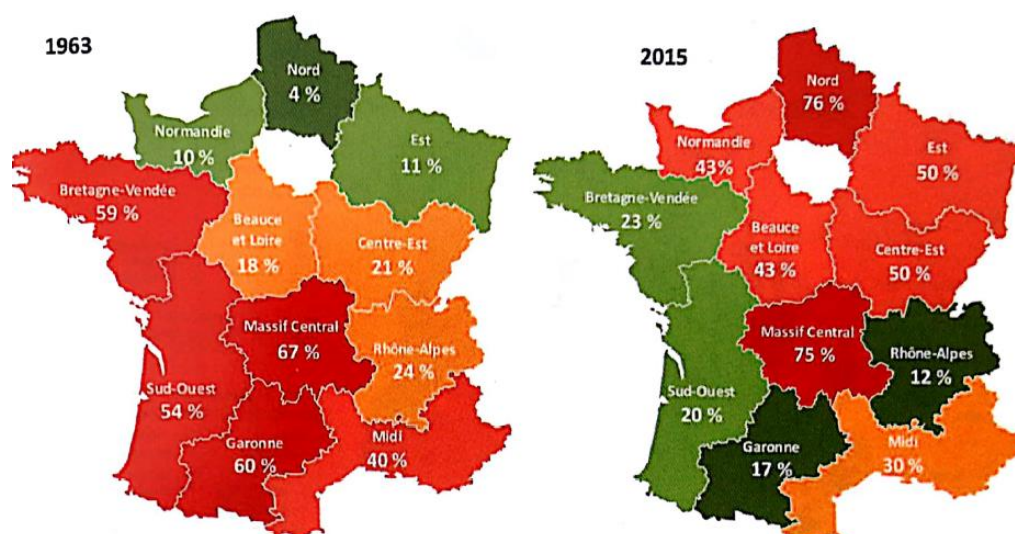 1963
Nord
4 %
Normandie
10 %
Est
11 %
Bretagne-Vendée
59 %
Beauce
et Loire
18 %
Centre-Est
21 %
Massif Central
67 %
Rhône-Alpes
24 %
Sud-Ouest
54 %
Garonne
60 %
Midi
40 %
2015
Nord
76 %
Normandie
43%
Est
50 %
Bretagne-Vendée
23 %
Beauce
et Loire
43 %
Centre-Est
50 %
Massif Central
75 %
Rhône-Alpes
12 %
Sud-Ouest
20 %
Garonne
17 %
Midi
30 %